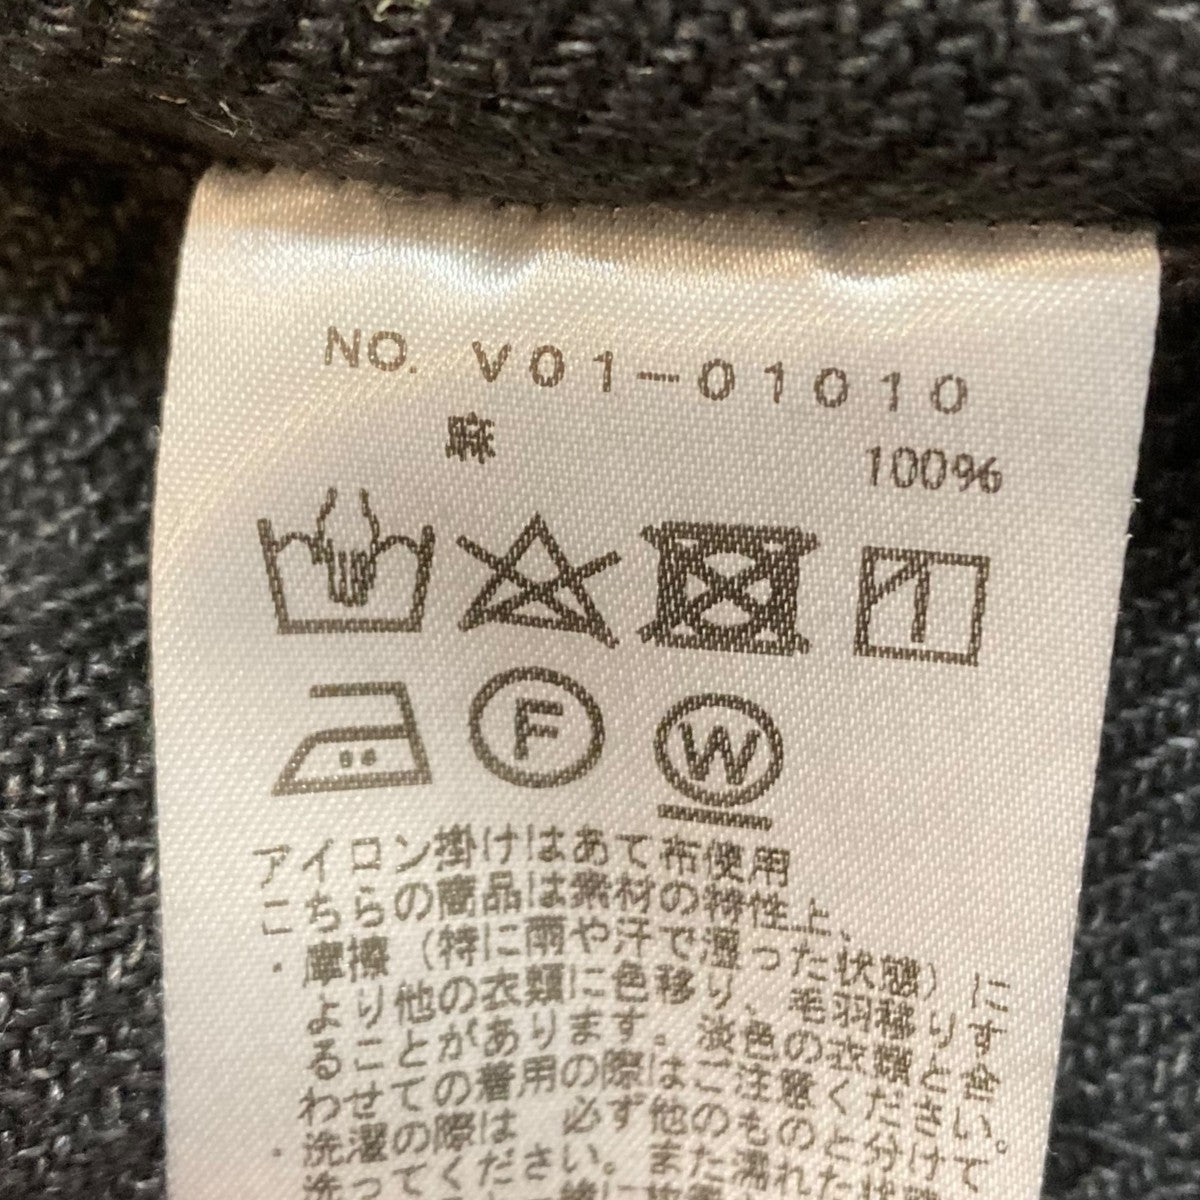 NO. V01-01010
麻 100%
F
W
アイロン掛けはあて布使用
こちらの商品は素材の特性上、
・摩擦（特に雨や汗で湿った状態）に
より他の衣類に色移り、毛羽移りす
ることがあります。淡色の衣類と合
わせての着用の際はご注意ください。
・洗濯の際は 必ず他のものと分けて
洗ってください。また濡れた状態